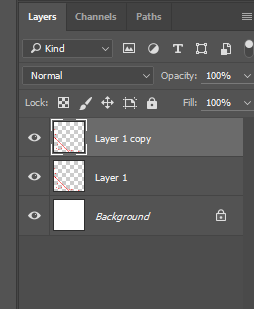 Layers Channels Paths
Kind
Normal Opacity: 100%
Lock: Fill: 100%
Layer 1 copy
Layer 1
Background